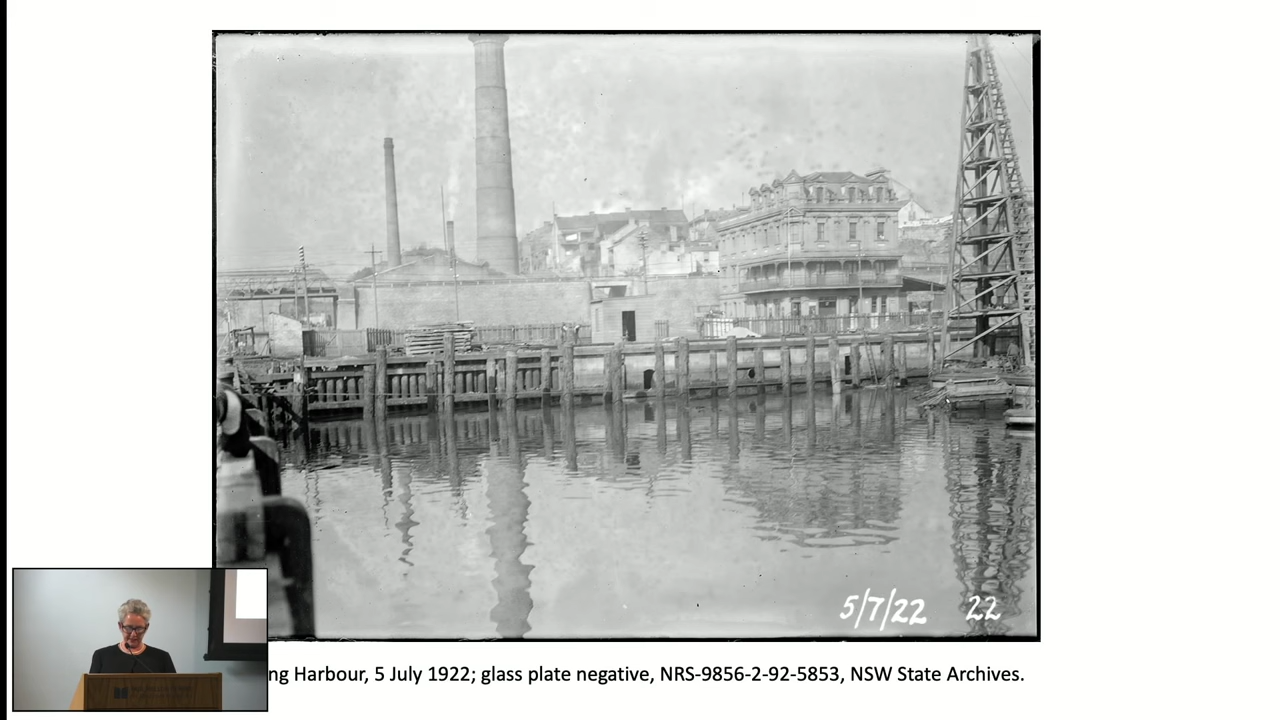 5/7/22 22
ng Harbour, 5 July 1922; glass plate negative, NRS-9856-2-92-5853, NSW State Archives.